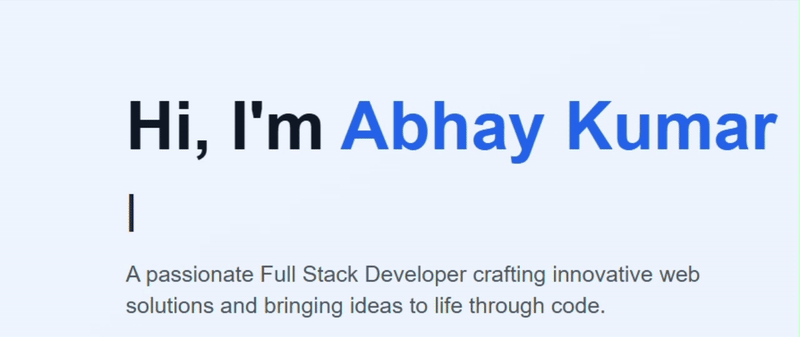 Hi, I'm Abhay Kumar
|
A passionate Full Stack Developer crafting innovative web
solutions and bringing ideas to life through code.